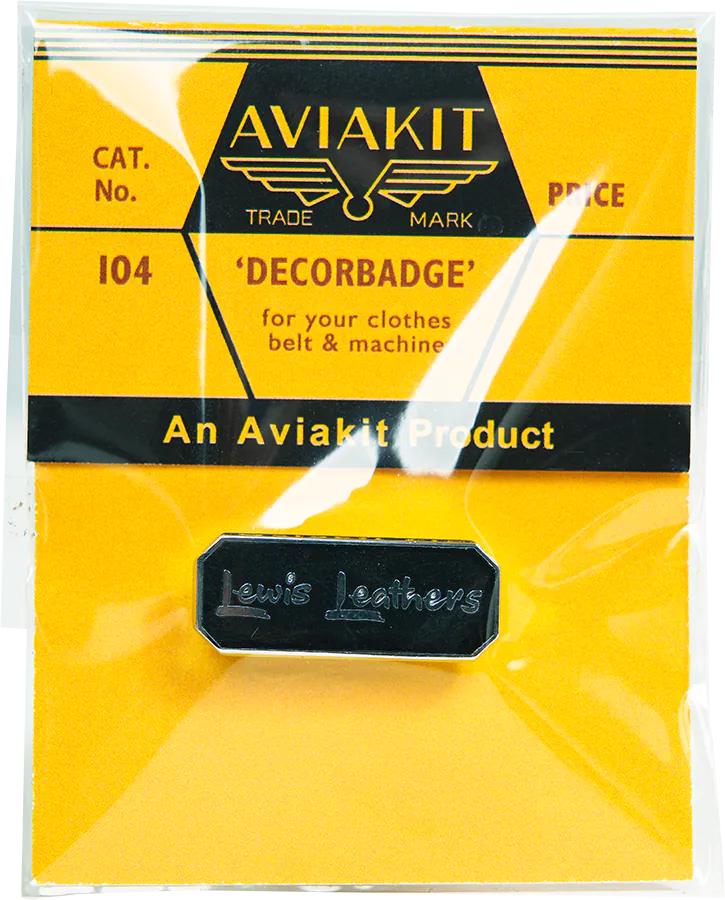 AVIAKIT
TRADE MARK
CAT.
No.
PRICE
104
'DECORBADGE'
for your clothes
belt & machine
An Aviakit Product
Lewis Leathers